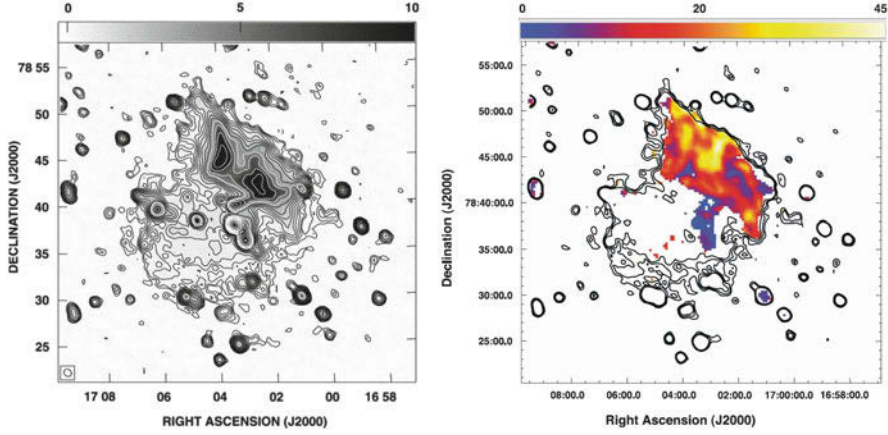 0 5 10
78 55
50
45
40
35
30
25
17 08 06 04 02 00 16 58
RIGHT ASCENSION (J2000)
DECLINATION (J2000)
0 20 45
55:00.0
50:00.0
45:00.0
78:40:00.0
35:00.0
30:00.0
25:00.0
08:00.0 06:00.0 04:00.0 02:00.0 17:00:00.0 16:58:00.0
Right Ascension (J2000)
Declination (J2000)